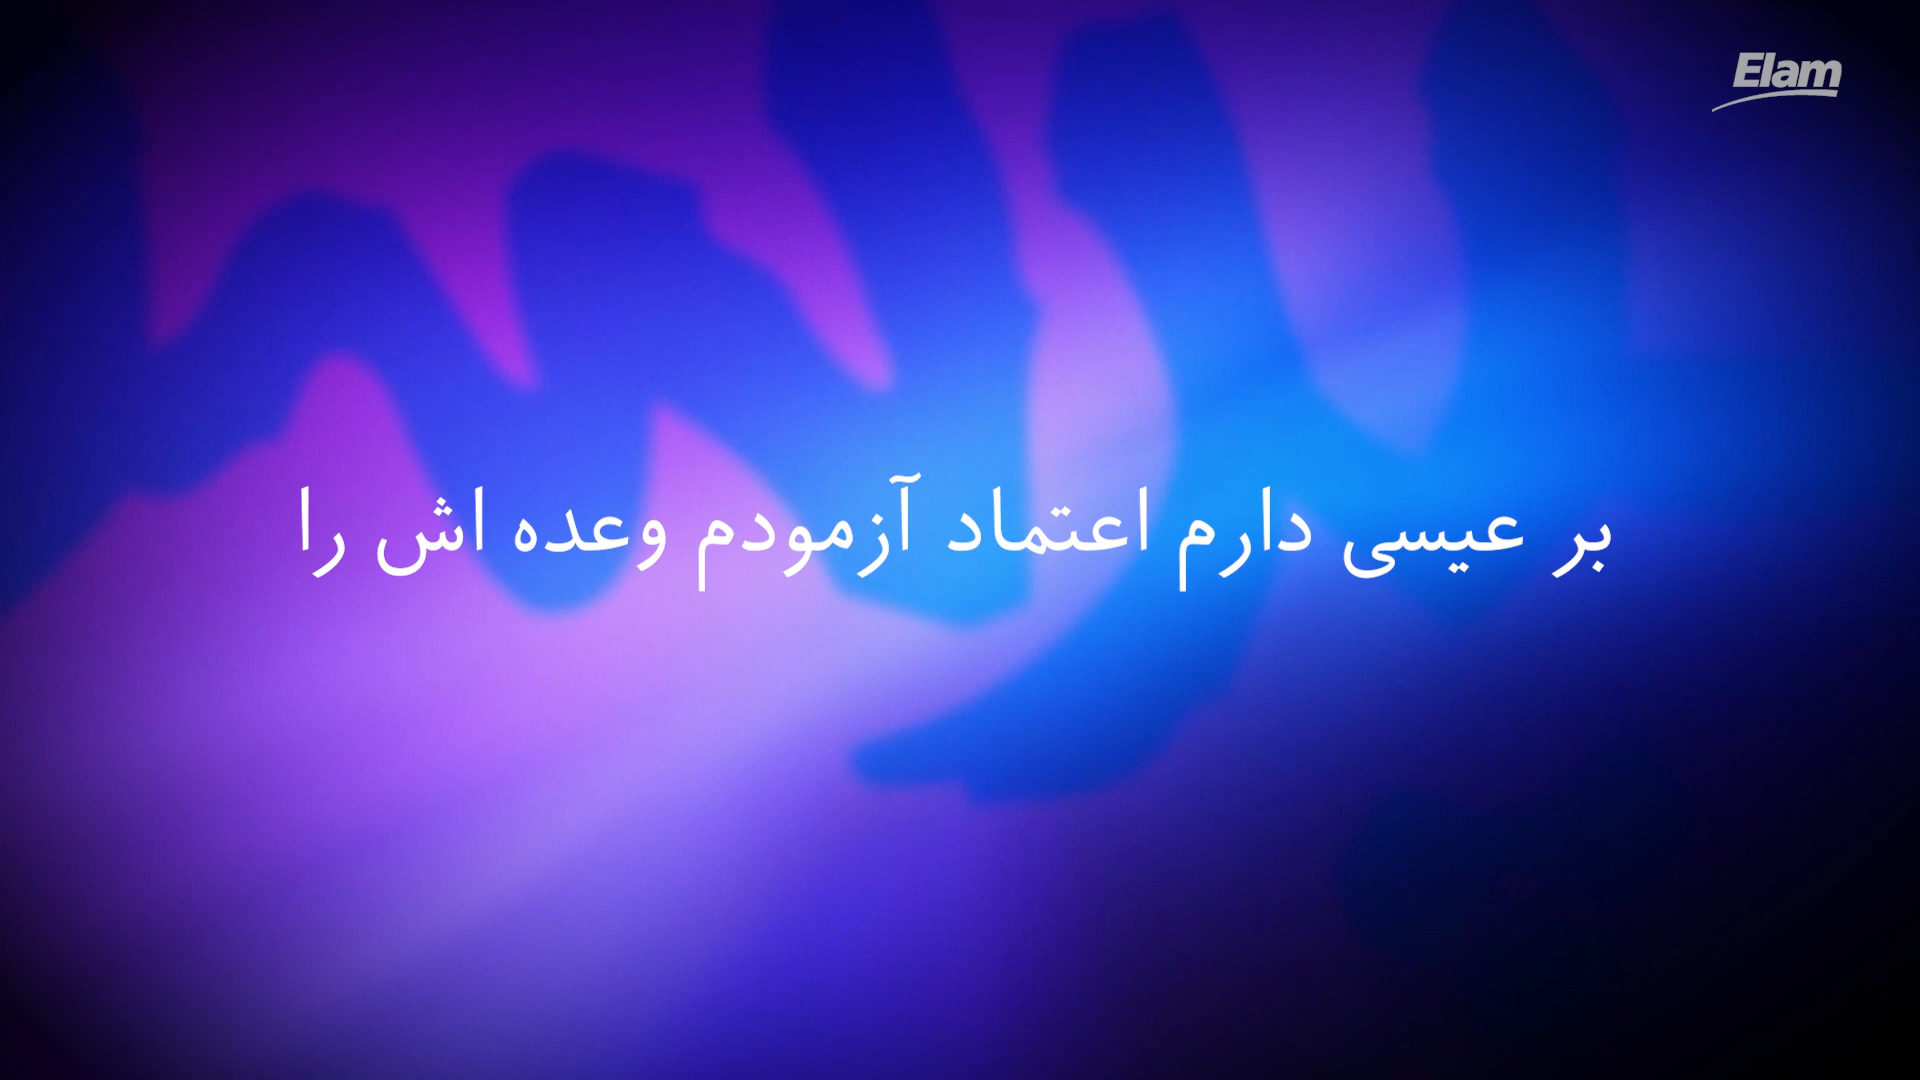 Elam
بر عیسی دارم اعتماد آزمودم وعده اش را